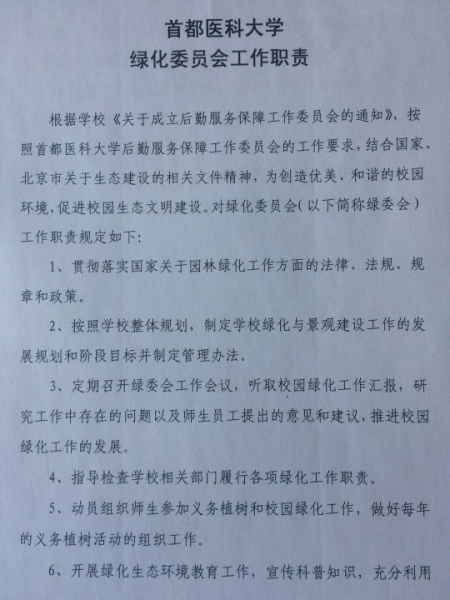 首都医科大学
绿化委员会工作职责
根据学校《关于成立后勤服务保障工作委员会的通知》，按
照首都医科大学后勤服务保障工作委员会的工作要求，结合国家、
北京市关于生态建设的相关文件精神，为创造优美、和谐的校园
环境，促进校园生态文明建设。对绿化委员会（以下简称绿委会）
工作职责规定如下：
1、贯彻落实国家关于园林绿化工作方面的法律、法规、规
章和政策。
2、按照学校整体规划，制定学校绿化与景观建设工作的发
展规划和阶段目标并制定管理办法。
3、定期召开绿委会工作会议，听取校园绿化工作汇报，研
究工作中存在的问题以及师生员工提出的意见和建议，推进校园
绿化工作的发展。
4、指导检查学校相关部门履行各项绿化工作职责。
5、动员组织师生参加义务植树和校园绿化工作，做好每年
的义务植树活动的组织工作。
6、开展绿化生态环境教育工作，宣传科普知识，充分利用